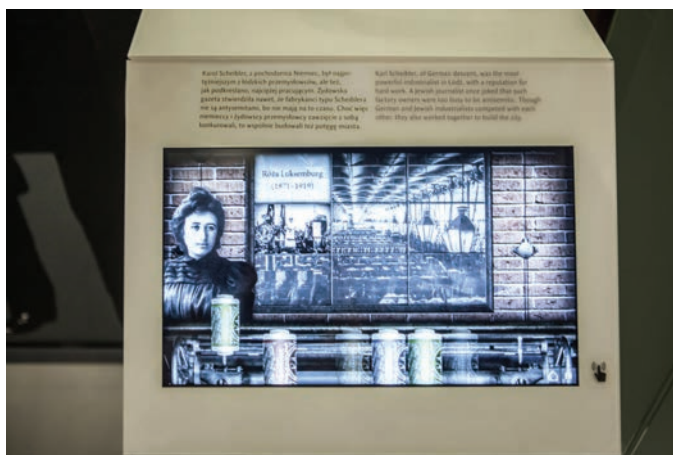 Karol Scheibler, z pochodzenia Niemiec, był najpo-
tężniejszym z łódzkich przemysłowców, ale też,
jak podkreślano, najciężej pracującym. Żydowska
gazeta stwierdziła nawet, że fabrykanci typu Scheiblera
nie są antysemitami, bo nie mają na to czasu. Choć więc
niemieccy i żydowscy przemysłowcy zawzięcie z sobą
konkurowali, to wspólnie budowali też potęgę miasta.
Karl Scheibler, of German descent, was the most
powerful industrialist in Łódź, with a reputation for
hard work. A Jewish journalist once joked that such
factory owners were too busy to be antisemitic. Though
German and Jewish industrialists competed with each
other, they also worked together to build the city.
Róża Luksemburg
(1871–1919)